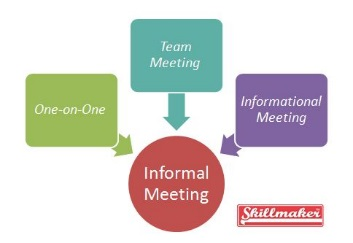 Team
Meeting
One-on-One
Informational
Meeting
Informal
Meeting
Skillmaker